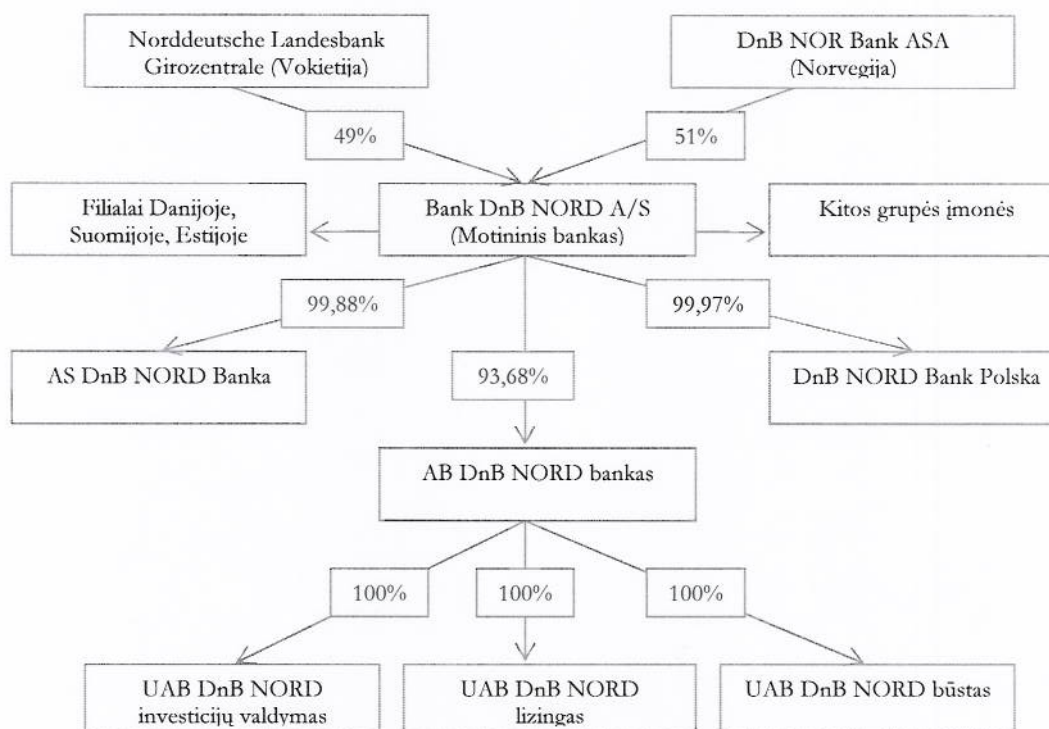 Norddeutsche Landesbank
Girozentrale (Vokietija)
DnB NOR Bank ASA
(Norvegija)
49%
51%
Filialai Danijoje,
Suomijoje, Estijoje
Bank DnB NORD A/S
(Motininis bankas)
Kitos grupės įmonės
99,88%
99,97%
AS DnB NORD Banka
93,68%
DnB NORD Bank Polska
AB DnB NORD bankas
100%
100%
100%
UAB DnB NORD
investicijų valdymas
UAB DnB NORD
lizingas
UAB DnB NORD būstas